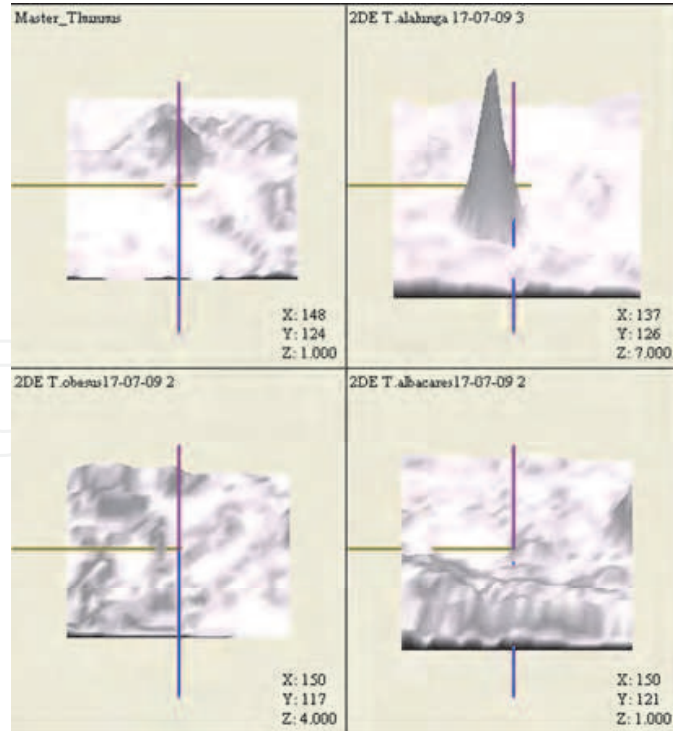 Master_Thunnus
2DE T.alalunga 17-07-09 3
X: 148
Y: 124
Z: 1.000
X: 137
Y: 126
Z: 7.000
2DE T.obesus17-07-09 2
2DE T.albacares17-07-09 2
X: 150
Y: 117
Z: 4.000
X: 150
Y: 121
Z: 1.000